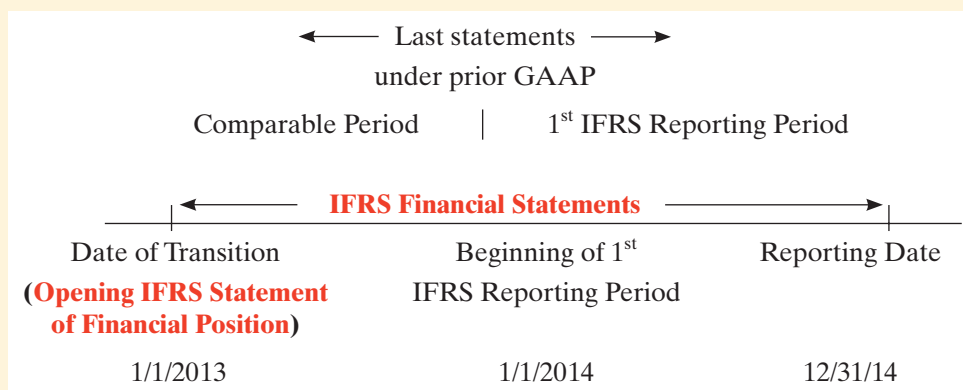 Last statements
under prior GAAP
Comparable Period | 1st IFRS Reporting Period
IFRS Financial Statements
Date of Transition Beginning of 1st Reporting Date
(Opening IFRS Statement IFRS Reporting Period
of Financial Position)
1/1/2013 1/1/2014 12/31/14